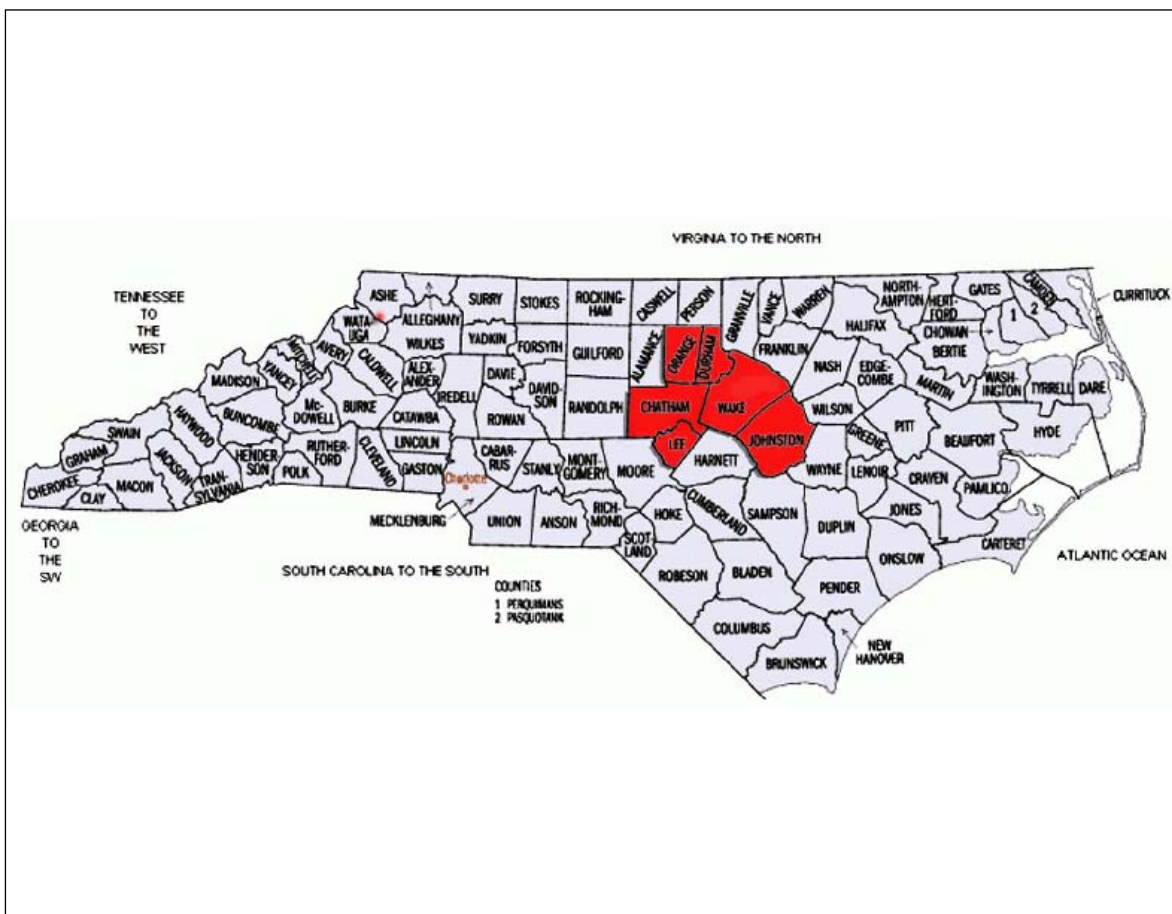 VIRGINIA TO THE NORTH
TENNESSEE
TO
THE
WEST
ASHE
SURRY
STOKES
ROCKING-
HAM
CASWELL
PERSON
GRANVILLE
VANCE
WARREN
NORTH-
AMPTON
HERT-
FORD
GATES
CAMDEN
CURRITUCK
1
2
WATA-
UGA
ALLEGHANY
WILKES
YADKIN
FORSYTH
GUILFORD
ALAMANCE
ORANGE
DURHAM
FRANKLIN
HALIFAX
CHOWAN
BERTIE
NASH
EDGE-
COMBE
MARTIN
WASH-
INGTON
TYRRELL
DARE
MADISON
YANCEY
MITCHELL
AVERY
CALDWELL
ALEX-
ANDER
IREDELL
DAVIE
DAVID-
SON
RANDOLPH
CHATHAM
WAKE
JOHNSTON
WILSON
GREENE
PITT
BEAUFORT
HYDE
SWAIN
HAYWOOD
BUNCOMBE
Mc-
DOWELL
BURKE
CATAWBA
ROWAN
LEE
HARNETT
WAYNE
LENOIR
CRAVEN
PAMLICO
GRAHAM
CHEROKEE
CLAY
MACON
JACKSON
TRAN-
SYLVANIA
HENDER
SON
POLK
RUTHER-
FORD
CLEVELAND
LINCOLN
GASTON
Charlotte
CABAR-
RUS
STANLY
MONT-
GOMERY
MOORE
MECKLENBURG
UNION
ANSON
RICH-
MOND
SCOT-
LAND
HOKE
CUMBERLAND
SAMPSON
DUPLIN
JONES
ONSLOW
CARTERET
ATLANTIC OCEAN
GEORGIA
TO
THE
SW
SOUTH CAROLINA TO THE SOUTH
ROBESON
BLADEN
PENDER
COLUMBUS
BRUNSWICK
NEW
HANOVER
COUNTIES
1 PERQUIMANS
2 PASQUOTANK